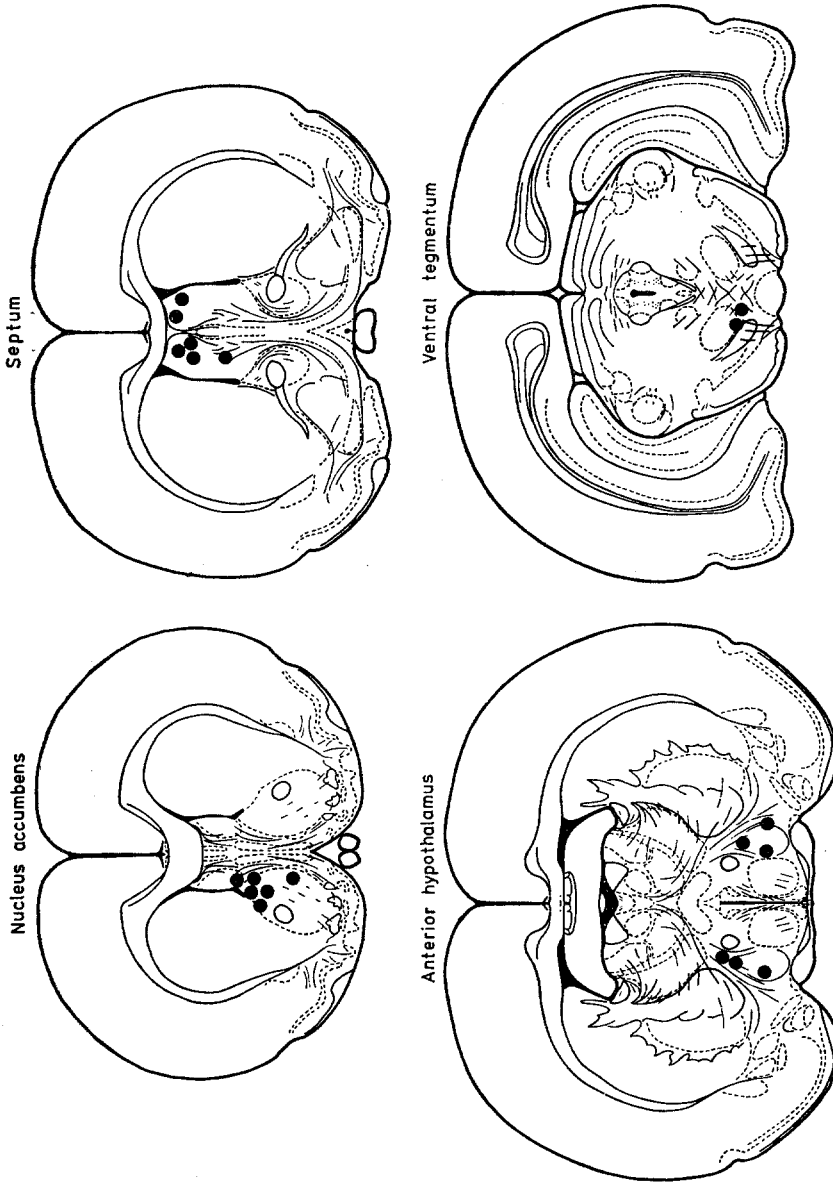 Nucleus accumbens
Septum
Anterior hypothalamus
Ventral tegmentum